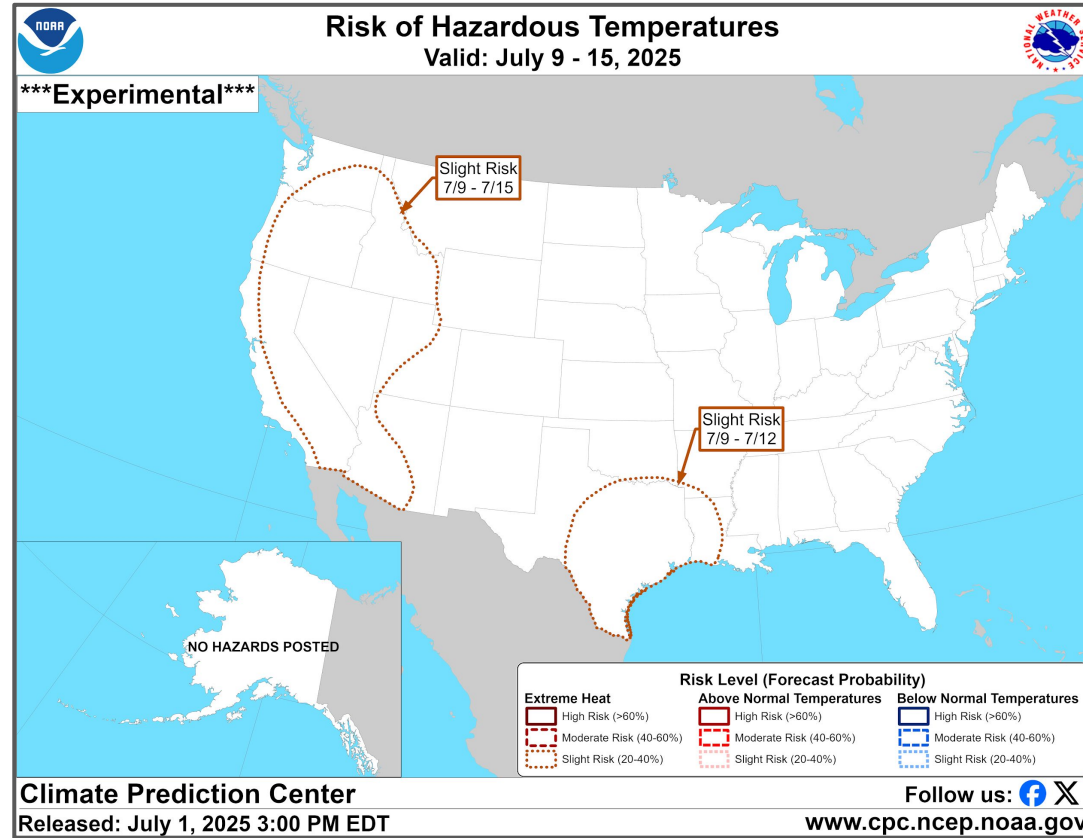 NOAA
Risk of Hazardous Temperatures
Valid: July 9 - 15, 2025
NATIONAL WEATHER SERVICE
***Experimental***
Slight Risk
7/9 - 7/15
Slight Risk
7/9 - 7/12
NO HAZARDS POSTED
Risk Level (Forecast Probability)
Extreme Heat
High Risk (>60%)
Moderate Risk (40-60%)
Slight Risk (20-40%)
Above Normal Temperatures
High Risk (>60%)
Moderate Risk (40-60%)
Slight Risk (20-40%)
Below Normal Temperatures
High Risk (>60%)
Moderate Risk (40-60%)
Slight Risk (20-40%)
Climate Prediction Center
Follow us:
Released: July 1, 2025 3:00 PM EDT
www.cpc.ncep.noaa.gov